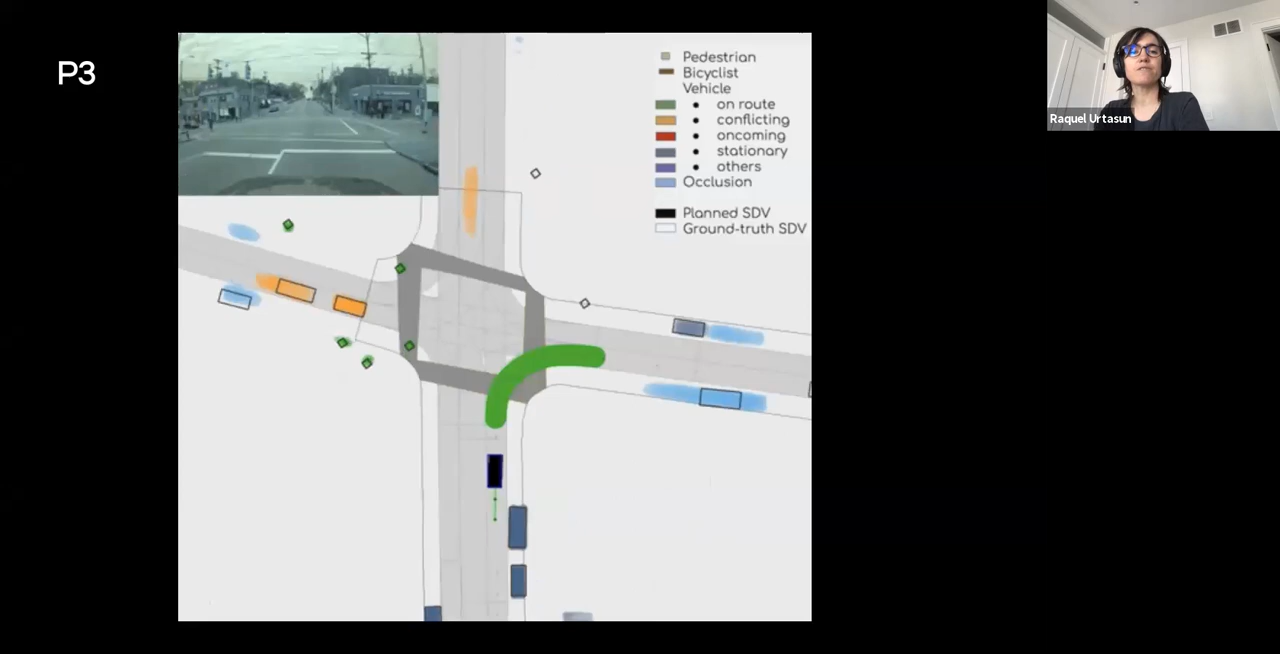 P3
Pedestrian
Bicyclist
Vehicle
• on route
• conflicting
• oncoming
• stationary
• others
Occlusion
Planned SDV
Ground-truth SDV
Raquel Urtasun